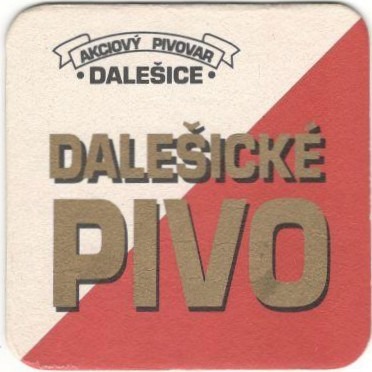 AKCIOVÝ PIVOVAR
• DALEŠICE •
DALEŠICKÉ
PIVO